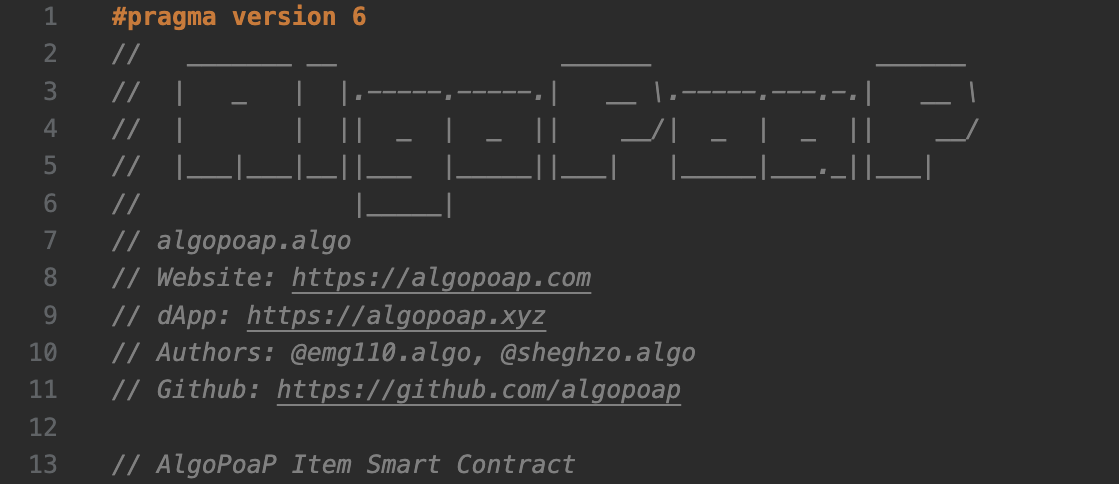 1 #pragma version 6
2 //   _______ __               ______               ______
3 // |   _   |  |.-----.-----.|   __ \.-----.---.-.|   __ \
4 // |       |  ||  _  |  _  ||    __/|  _  |  _  ||    __/
5 // |___|___|__||___  |_____||___|   |_____|___._||___|
6 //             |_____|
7 // algopoap.algo
8 // Website: https://algopoap.com
9 // dApp: https://algopoap.xyz
10 // Authors: @emg110.algo, @sheghzo.algo
11 // Github: https://github.com/algopoap
12
13 // AlgoPoaP Item Smart Contract